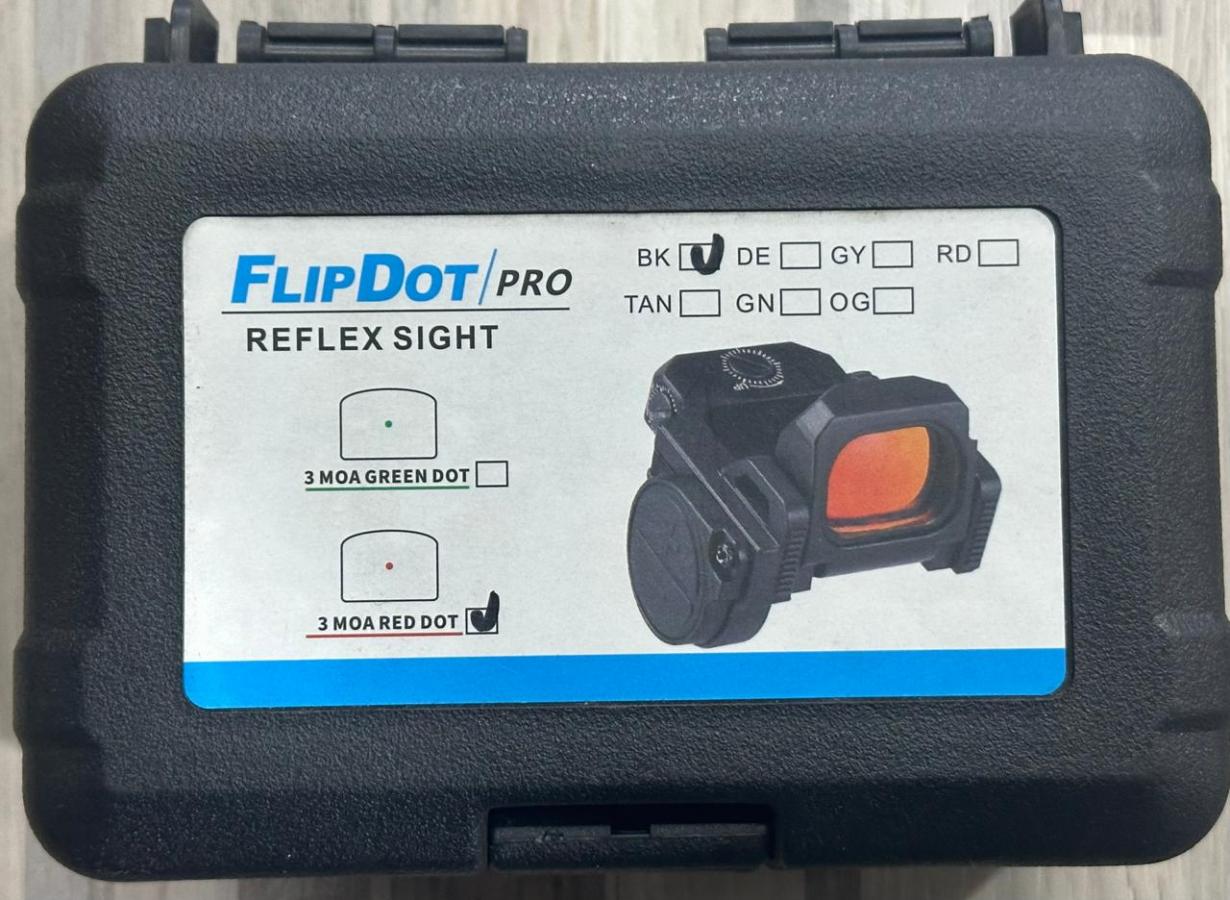 FLIPDOT/PRO
REFLEX SIGHT
BK DE GY RD
TAN GN OG
3 MOA GREEN DOT
3 MOA RED DOT